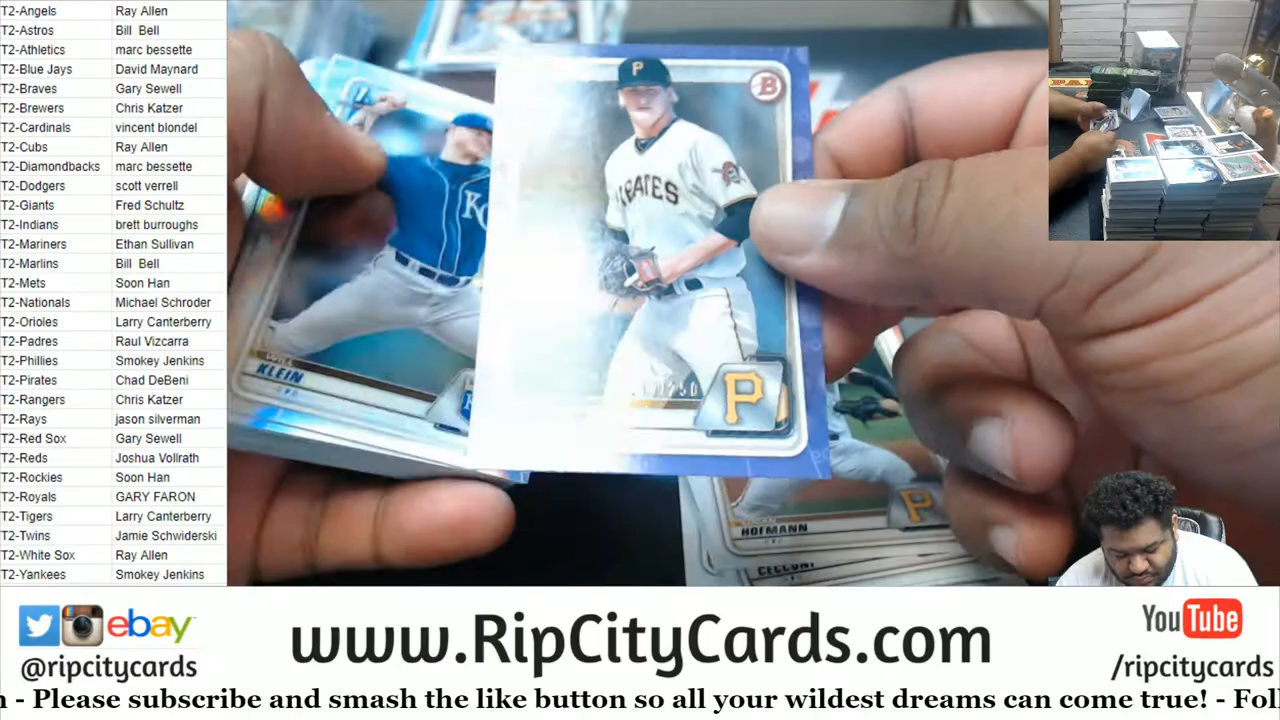 T2-Angels Ray Allen
T2-Astros Bill Bell
T2-Athletics marc bessette
T2-Blue Jays David Maynard
T2-Braves Gary Sewell
T2-Brewers Chris Katzer
T2-Cardinals vincent blondel
T2-Cubs Ray Allen
T2-Diamondbacks marc bessette
T2-Dodgers scott verrell
T2-Giants Fred Schultz
T2-Indians brett burroughs
T2-Mariners Ethan Sullivan
T2-Marlins Bill Bell
T2-Mets Soon Han
T2-Nationals Michael Schroder
T2-Orioles Larry Canterberry
T2-Padres Raul Vizcarra
T2-Phillies Smokey Jenkins
T2-Pirates Chad DeBeni
T2-Rangers Chris Katzer
T2-Rays jason silverman
T2-Red Sox Gary Sewell
T2-Reds Joshua Vollrath
T2-Rockies Soon Han
T2-Royals GARY FARON
T2-Tigers Larry Canterberry
T2-Twins Jamie Schwiderski
T2-White Sox Ray Allen
T2-Yankees Smokey Jenkins
P
B
PIRATES
KC
KLEIN
P
HOFMANN
P
CECCONI
ebay
@ripcitycards
www.RipCityCards.com
YouTube
/ripcitycards
- Please subscribe and smash the like button so all your wildest dreams can come true! -